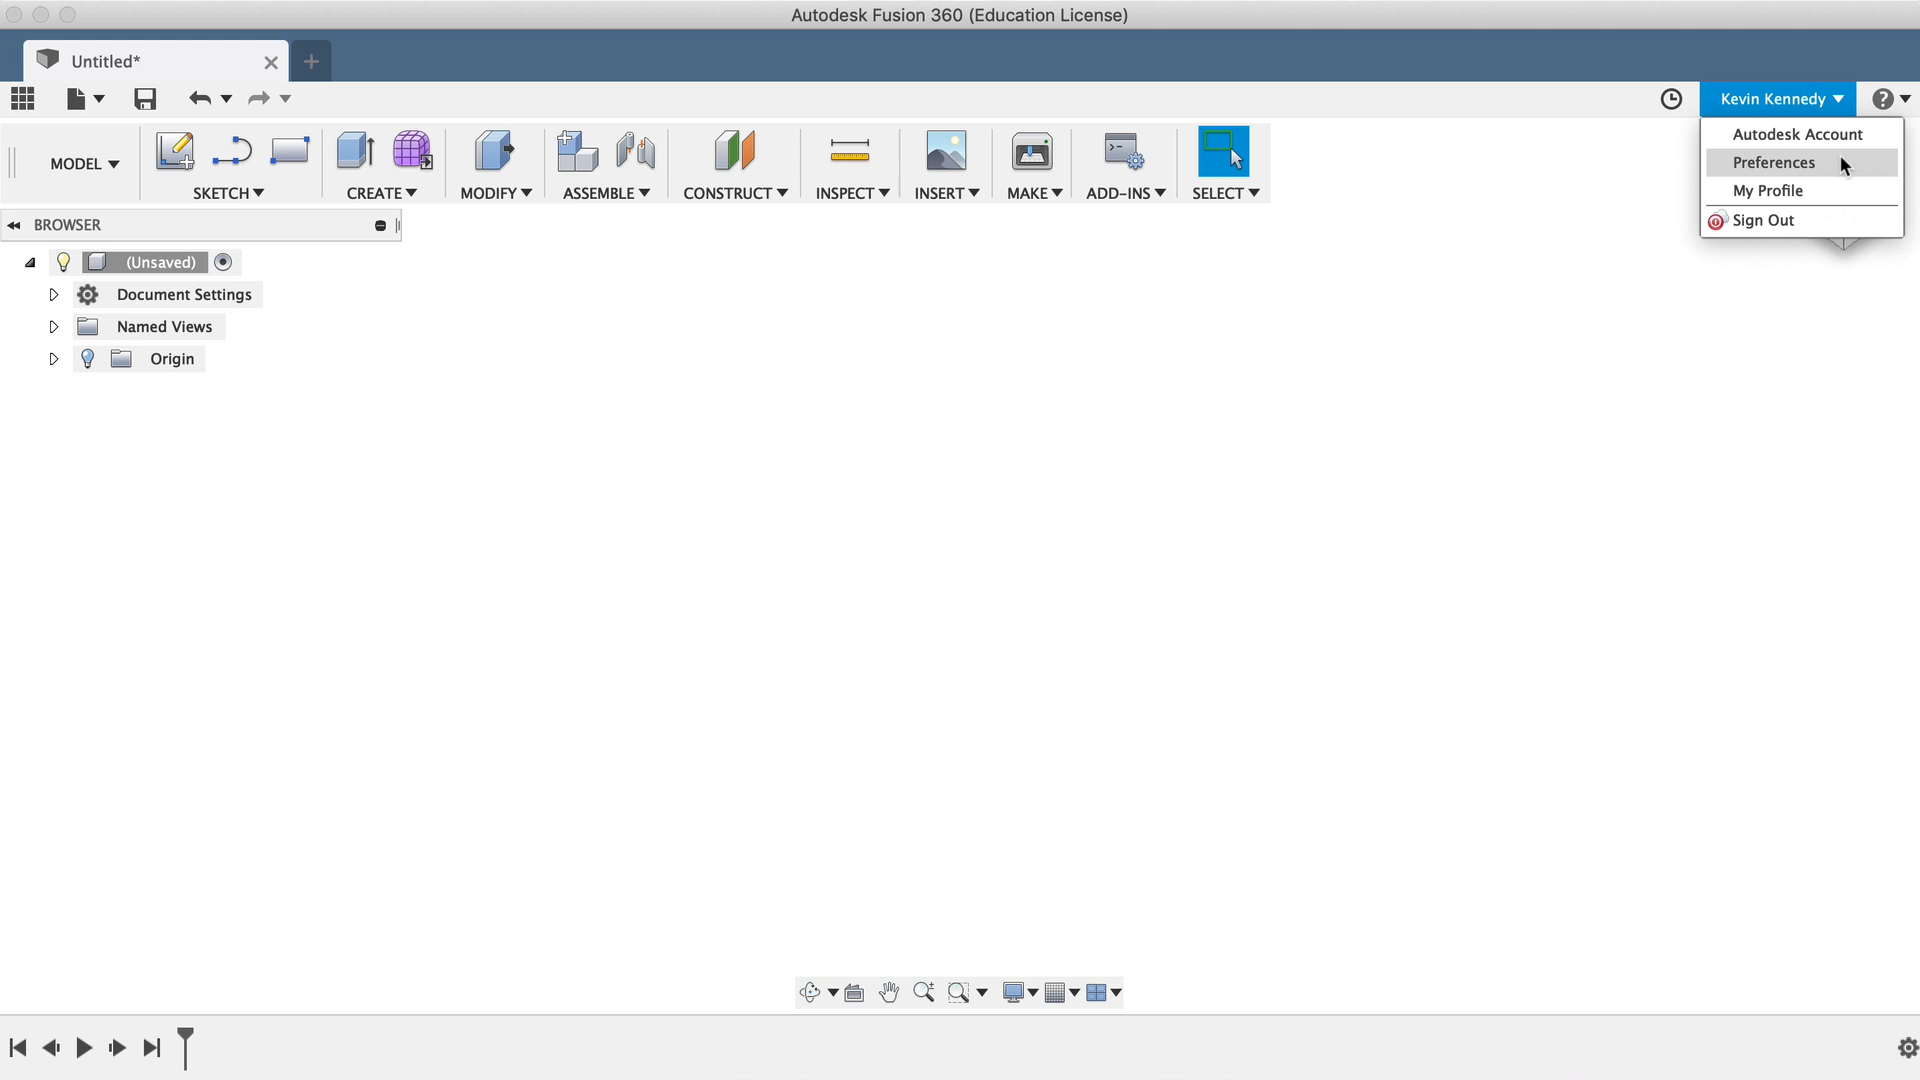 Autodesk Fusion 360 (Education License)
Untitled*
Kevin Kennedy
Autodesk Account
Preferences
My Profile
Sign Out
MODEL
SKETCH
CREATE
MODIFY
ASSEMBLE
CONSTRUCT
INSPECT
INSERT
MAKE
ADD-INS
SELECT
BROWSER
(Unsaved)
Document Settings
Named Views
Origin